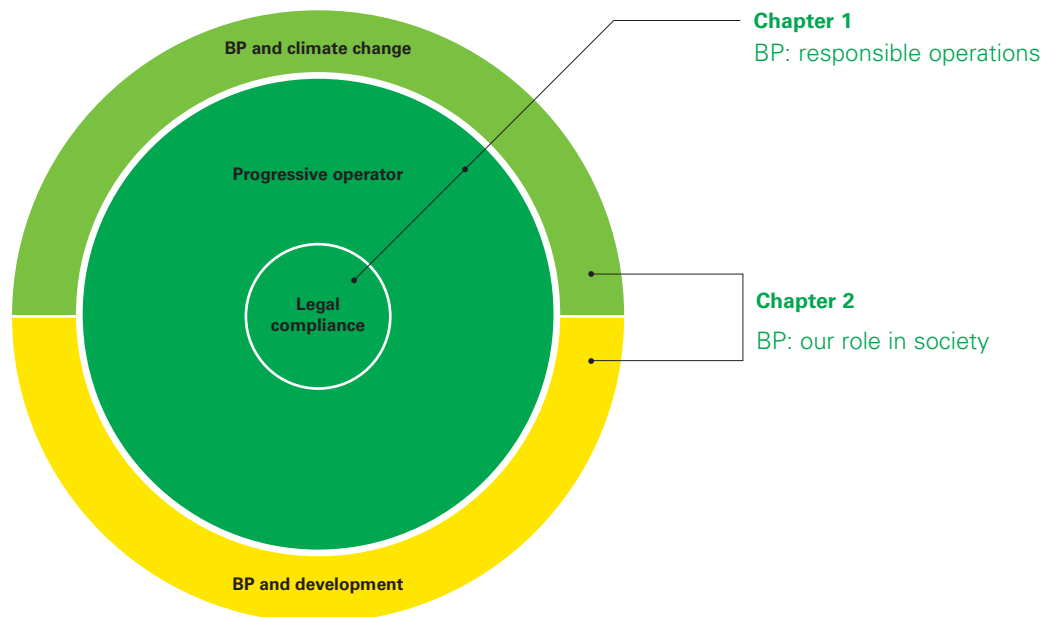 BP and climate change
Progressive operator
Legal
compliance
BP and development
Chapter 1
BP: responsible operations
Chapter 2
BP: our role in society